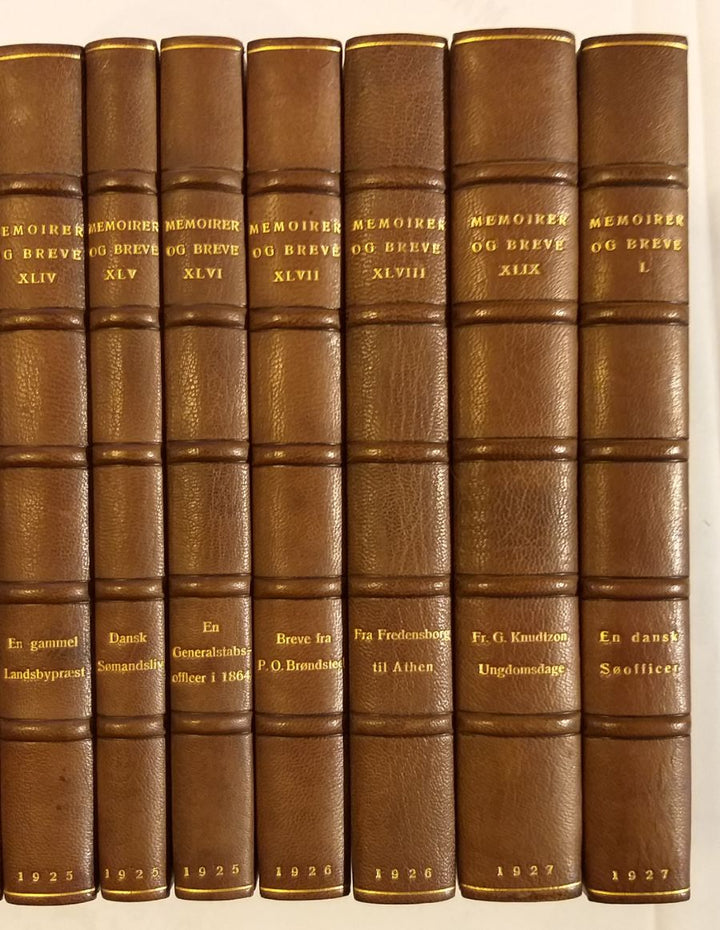 MEMOIRER
OG BREVE
XLIV
En gammel
Landsbypræst
1925
MEMOIRER
OG BREVE
XLV
Dansk
Sømandsliv
1925
MEMOIRER
OG BREVE
XLVI
En
Generalstabs-
officer i 1864
1925
MEMOIRER
OG BREVE
XLVII
Breve fra
P. O. Brøndsted
1926
MEMOIRER
OG BREVE
XLVIII
Fra Fredensborg
til Athen
1926
MEMOIRER
OG BREVE
XLIX
Fr. G. Knudtzon
Ungdomsdage
1927
MEMOIRER
OG BREVE
L
En dansk
Søofficer
1927